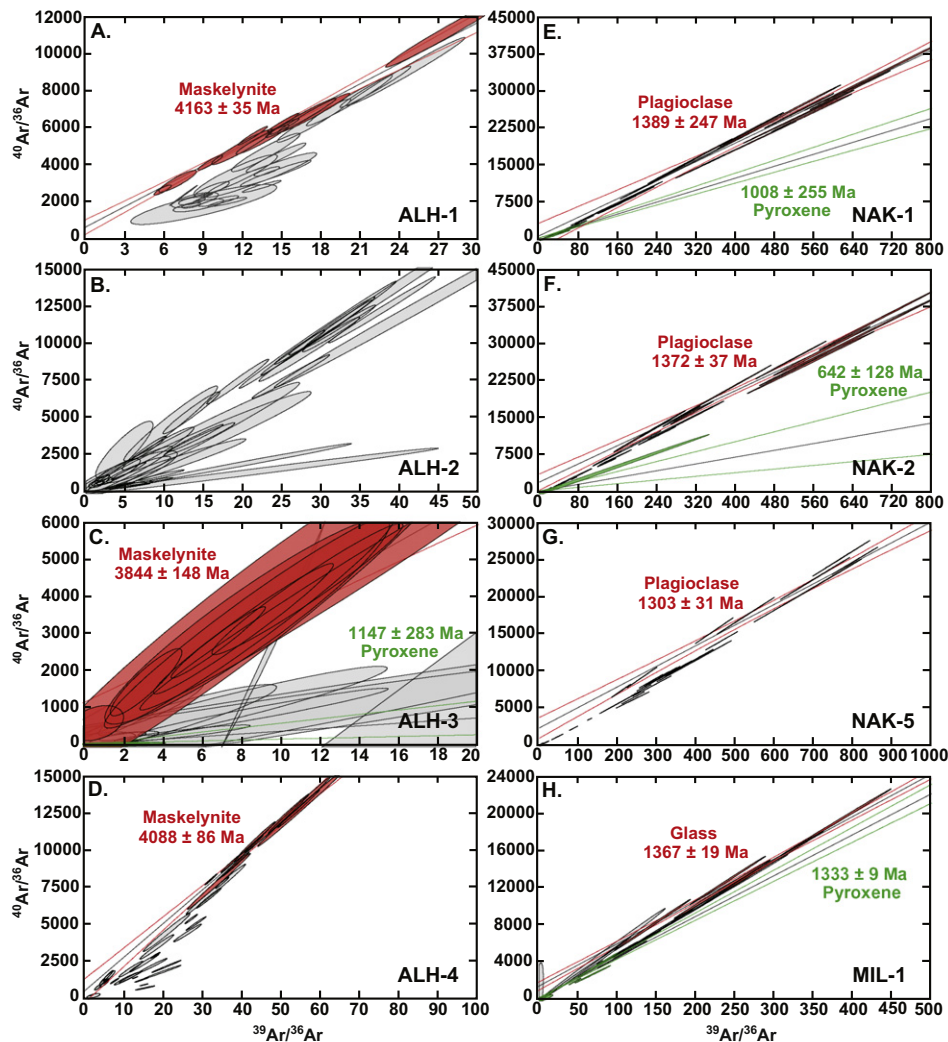 A.
12000
10000
8000
6000
4000
2000
0
40Ar/36Ar
Maskelynite
4163 ± 35 Ma
ALH-1
0 3 6 9 12 15 18 21 24 27 30
B.
15000
12500
10000
7500
5000
2500
0
40Ar/36Ar
ALH-2
0 5 10 15 20 25 30 35 40 45 50
C.
6000
5000
4000
3000
2000
1000
0
40Ar/36Ar
Maskelynite
3844 ± 148 Ma
1147 ± 283 Ma
Pyroxene
ALH-3
0 2 4 6 8 10 12 14 16 18 20
D.
15000
12500
10000
7500
5000
2500
0
40Ar/36Ar
Maskelynite
4088 ± 86 Ma
ALH-4
0 10 20 30 40 50 60 70 80 90 100
39Ar/36Ar
E.
45000
37500
30000
22500
15000
7500
0
Plagioclase
1389 ± 247 Ma
1008 ± 255 Ma
Pyroxene
NAK-1
0 80 160 240 320 400 480 560 640 720 800
F.
45000
37500
30000
22500
15000
7500
0
Plagioclase
1372 ± 37 Ma
642 ± 128 Ma
Pyroxene
NAK-2
0 80 160 240 320 400 480 560 640 720 800
G.
30000
25000
20000
15000
10000
5000
0
Plagioclase
1303 ± 31 Ma
NAK-5
0 100 200 300 400 500 600 700 800 900 1000
H.
24000
20000
16000
12000
8000
4000
0
Glass
1367 ± 19 Ma
1333 ± 9 Ma
Pyroxene
MIL-1
0 50 100 150 200 250 300 350 400 450 500
39Ar/36Ar